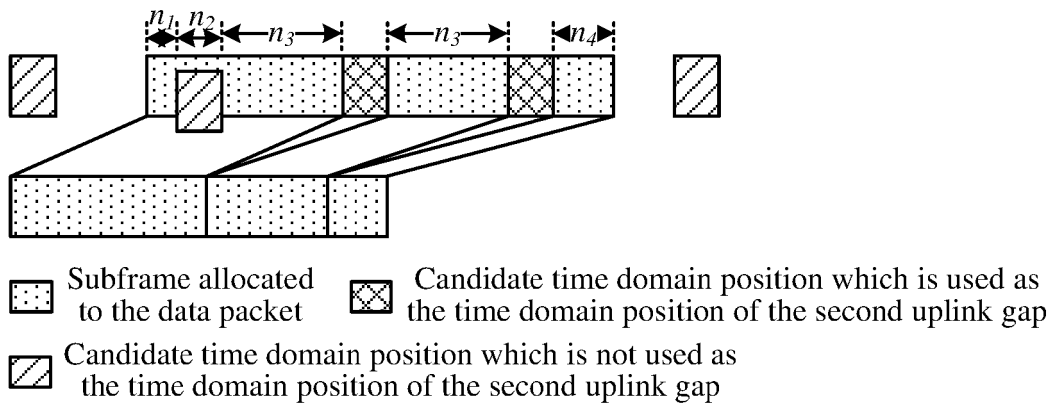 n1 n2 n3 n3 n4
Subframe allocated
to the data packet
Candidate time domain position which is used as
the time domain position of the second uplink gap
Candidate time domain position which is not used as
the time domain position of the second uplink gap